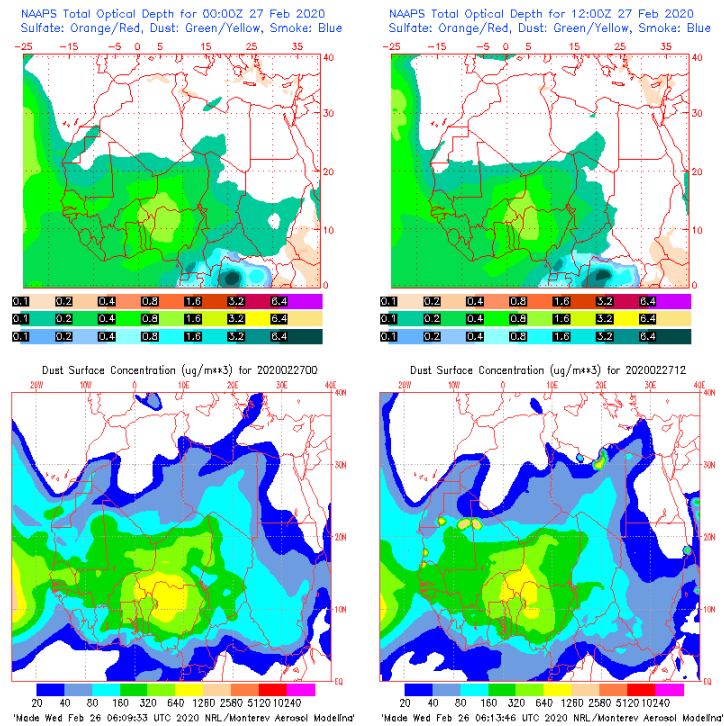 NAAPS Total Optical Depth for 00:00Z 27 Feb 2020
Sulfate: Orange/Red, Dust: Green/Yellow, Smoke: Blue
-25 -15 -5 0 5 15 25 35
40
30
20
10
0
0.1 0.2 0.4 0.8 1.6 3.2 6.4
0.1 0.2 0.4 0.8 1.6 3.2 6.4
0.1 0.2 0.4 0.8 1.6 3.2 6.4
NAAPS Total Optical Depth for 12:00Z 27 Feb 2020
Sulfate: Orange/Red, Dust: Green/Yellow, Smoke: Blue
-25 -15 -5 0 5 15 25 35
40
30
20
10
0
0.1 0.2 0.4 0.8 1.6 3.2 6.4
0.1 0.2 0.4 0.8 1.6 3.2 6.4
0.1 0.2 0.4 0.8 1.6 3.2 6.4
Dust Surface Concentration (ug/m**3) for 2020022700
20W 10W 0 10E 20E 30E 40E
40N
30N
20N
10N
EQ
20 40 80 160 320 640 1280 2580 5120 10240
'Made Wed Feb 26 06:09:33 UTC 2020 NRL/Monterey Aerosol Modeling'
Dust Surface Concentration (ug/m**3) for 2020022712
20W 10W 0 10E 20E 30E 40E
40N
30N
20N
10N
EQ
20 40 80 160 320 640 1280 2580 5120 10240
'Made Wed Feb 26 06:13:46 UTC 2020 NRL/Monterey Aerosol Modeling'